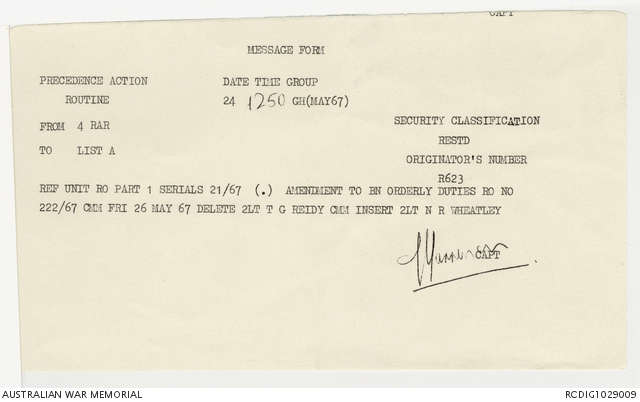 CAPT
MESSAGE FORM
PRECEDENCE ACTION DATE TIME GROUP
ROUTINE 24 1250 GH(MAY67)
SECURITY CLASSIFICATION
FROM 4 RAR RESTD
TO LIST A ORIGINATOR'S NUMBER
R623
REF UNIT RO PART 1 SERIALS 21/67 (.) AMENDMENT TO BN ORDERLY DUTIES RO NO
222/67 CMM FRI 26 MAY 67 DELETE 2LT T G REIDY CMM INSERT 2LT N R WHEATLEY
CAPT
AUSTRALIAN WAR MEMORIAL RCDIG1029009